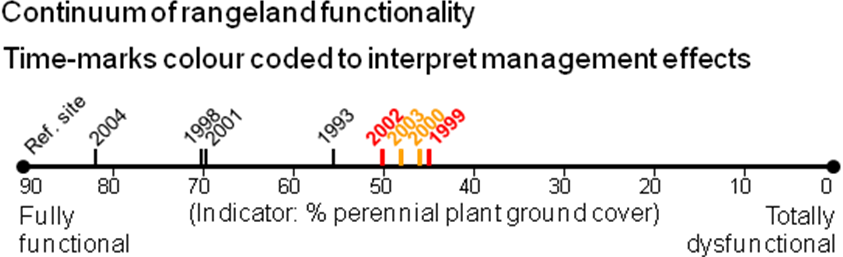 Continuum of rangeland functionality
Time-marks colour coded to interpret management effects
Ref. site 2004 1998 2001 1993 2002 2003 2000 1999
90 80 70 60 50 40 30 20 10 0
Fully (Indicator: % perennial plant ground cover) Totally
functional dysfunctional